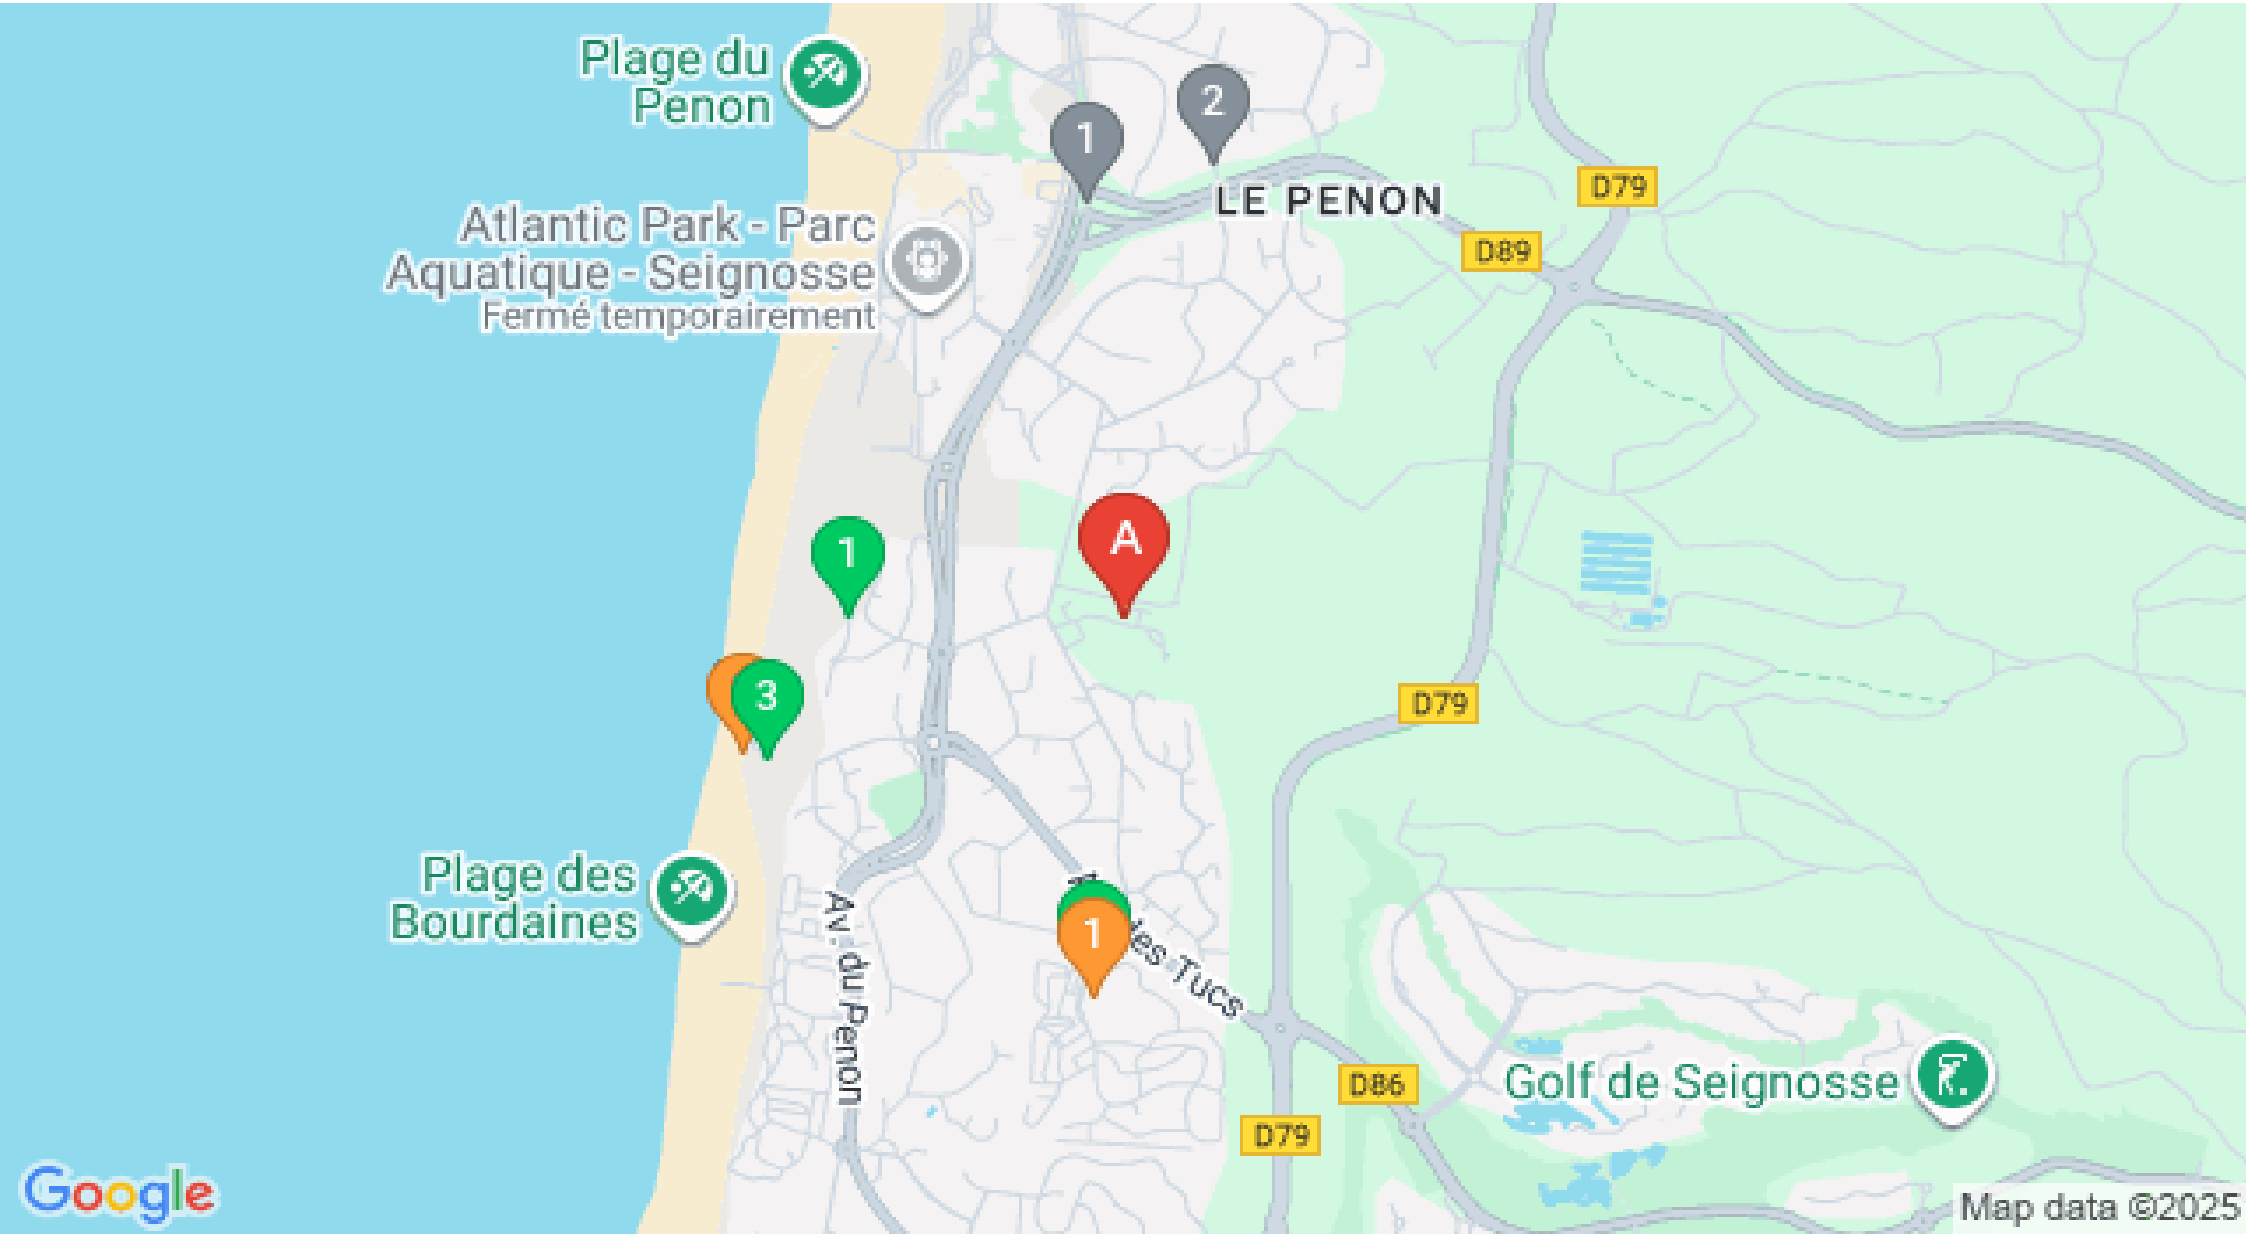 Plage du
Penon
2
1
D79
LE PENON
Atlantic Park - Parc
Aquatique - Seignosse
Fermé temporairement
D89
A
1
3
D79
Plage des
Bourdaines
1
des Tucs
Av. du Penon
Golf de Seignosse
D86
D79
Google
Map data ©2025